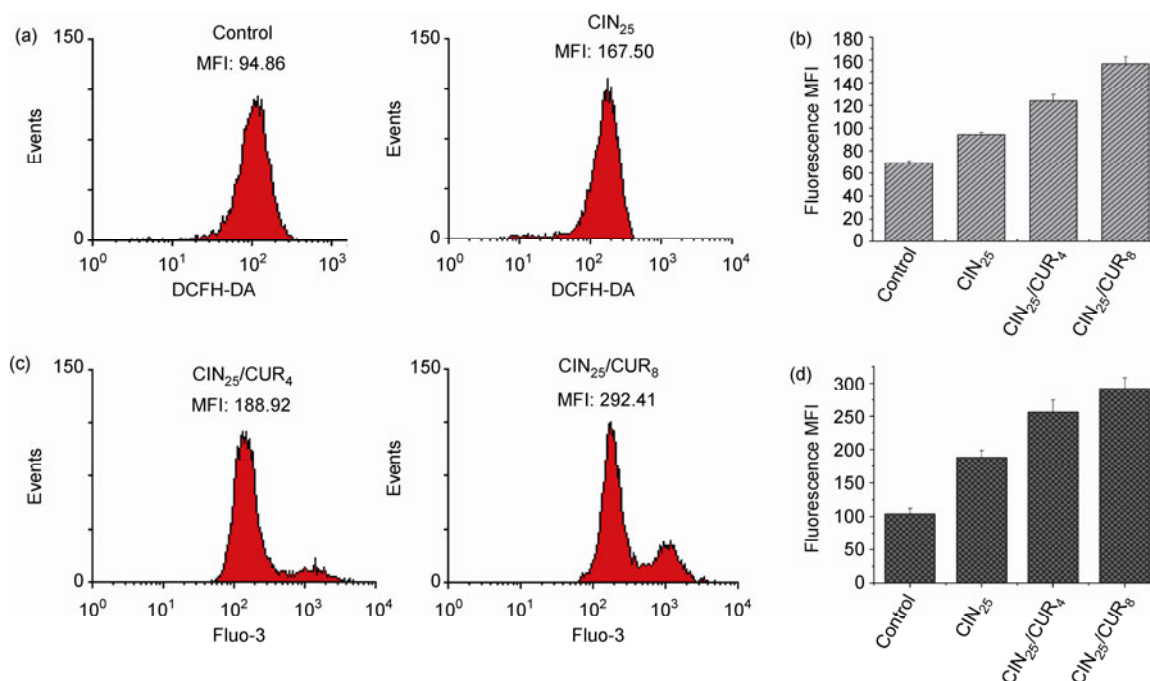 (a)
Control
MFI: 94.86
150
Events
0
10⁰ 10¹ 10² 10³
DCFH-DA
CIN₂₅
MFI: 167.50
150
Events
0
10⁰ 10¹ 10² 10³ 10⁴
DCFH-DA
(b)
Fluorescence MFI
180
160
140
120
100
80
60
40
20
0
Control CIN₂₅ CIN₂₅/CUR₄ CIN₂₅/CUR₈
(c)
CIN₂₅/CUR₄
MFI: 188.92
150
Events
0
10⁰ 10¹ 10² 10³ 10⁴
Fluo-3
CIN₂₅/CUR₈
MFI: 292.41
150
Events
0
10⁰ 10¹ 10² 10³ 10⁴
Fluo-3
(d)
Fluorescence MFI
300
250
200
150
100
50
0
Control CIN₂₅ CIN₂₅/CUR₄ CIN₂₅/CUR₈